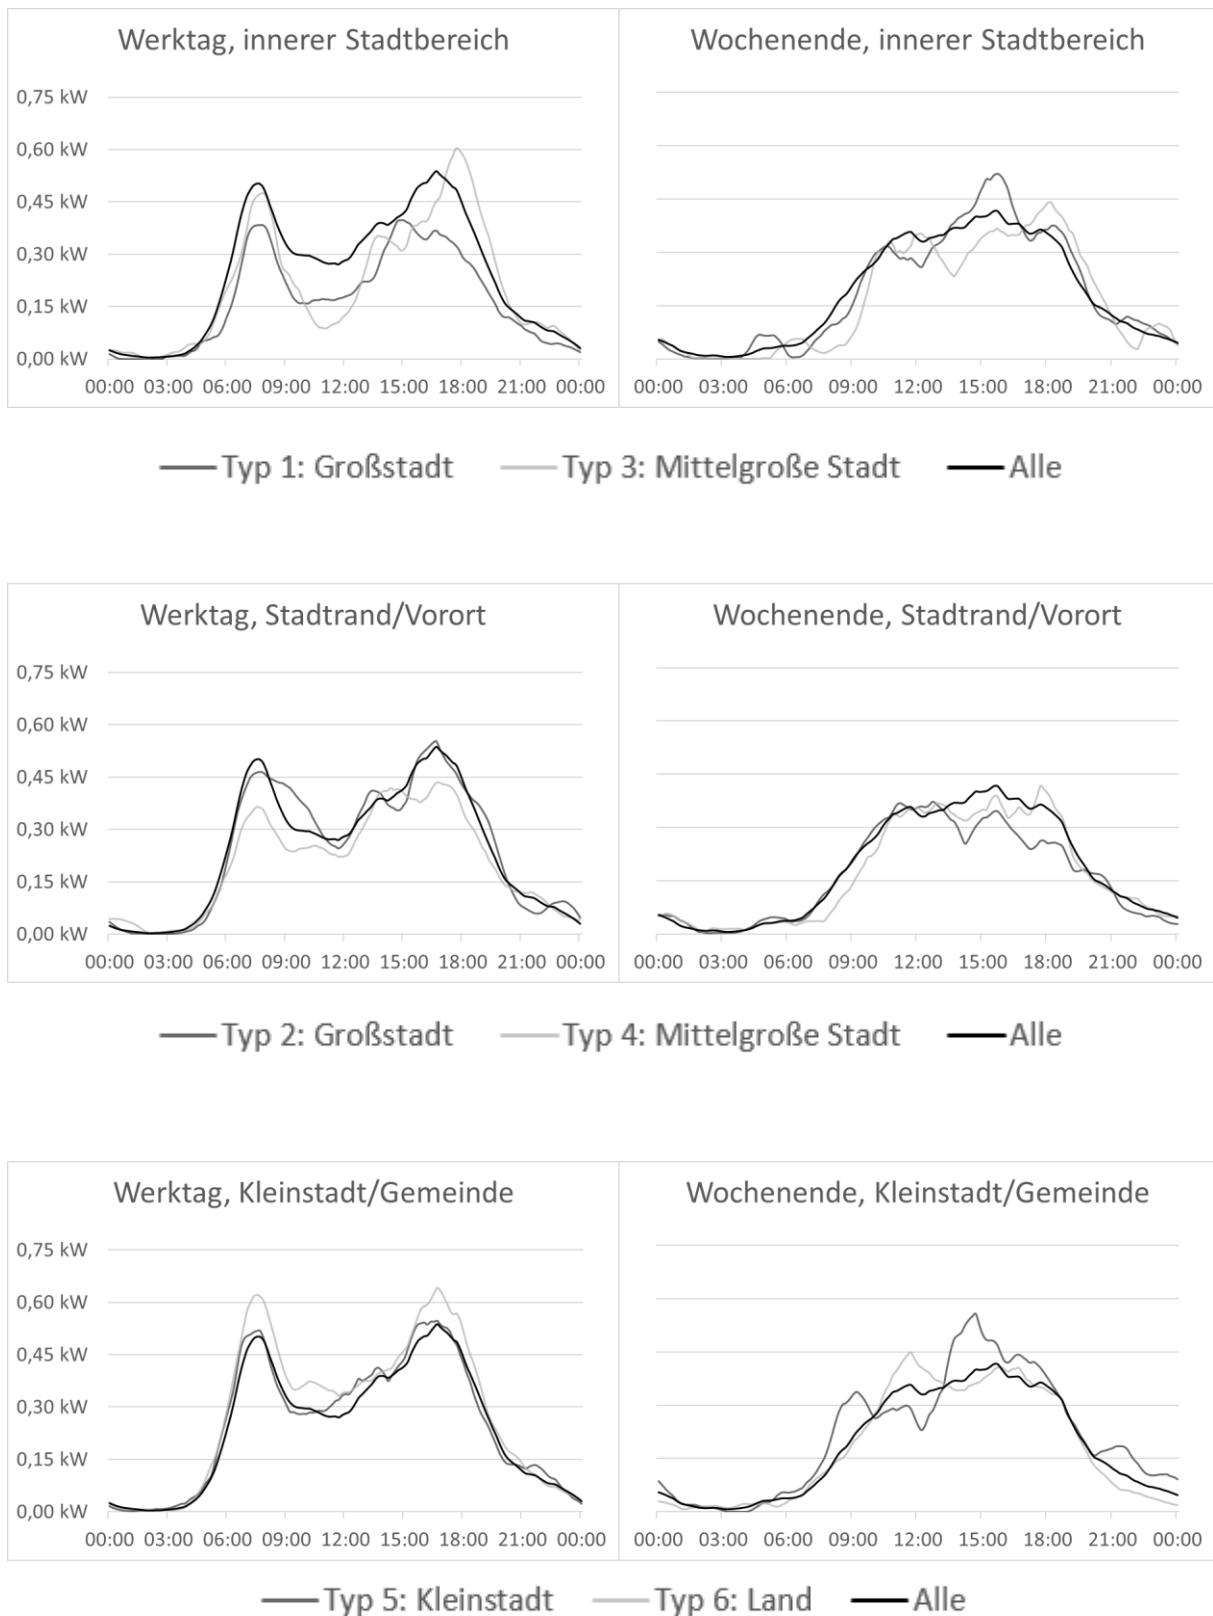 Werktag, innerer Stadtbereich
Wochenende, innerer Stadtbereich
0,75 kW
0,60 kW
0,45 kW
0,30 kW
0,15 kW
0,00 kW
00:00 03:00 06:00 09:00 12:00 15:00 18:00 21:00 00:00
00:00 03:00 06:00 09:00 12:00 15:00 18:00 21:00 00:00
Typ 1: Großstadt Typ 3: Mittelgroße Stadt Alle
Werktag, Stadtrand/Vorort
Wochenende, Stadtrand/Vorort
0,75 kW
0,60 kW
0,45 kW
0,30 kW
0,15 kW
0,00 kW
00:00 03:00 06:00 09:00 12:00 15:00 18:00 21:00 00:00
00:00 03:00 06:00 09:00 12:00 15:00 18:00 21:00 00:00
Typ 2: Großstadt Typ 4: Mittelgroße Stadt Alle
Werktag, Kleinstadt/Gemeinde
Wochenende, Kleinstadt/Gemeinde
0,75 kW
0,60 kW
0,45 kW
0,30 kW
0,15 kW
0,00 kW
00:00 03:00 06:00 09:00 12:00 15:00 18:00 21:00 00:00
00:00 03:00 06:00 09:00 12:00 15:00 18:00 21:00 00:00
Typ 5: Kleinstadt Typ 6: Land Alle